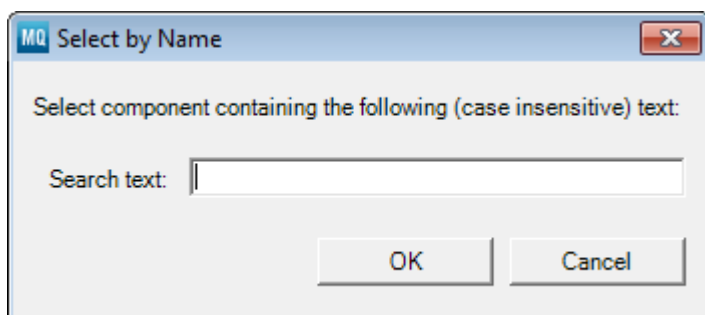 MQ Select by Name
Select component containing the following (case insensitive) text:
Search text:
OK Cancel